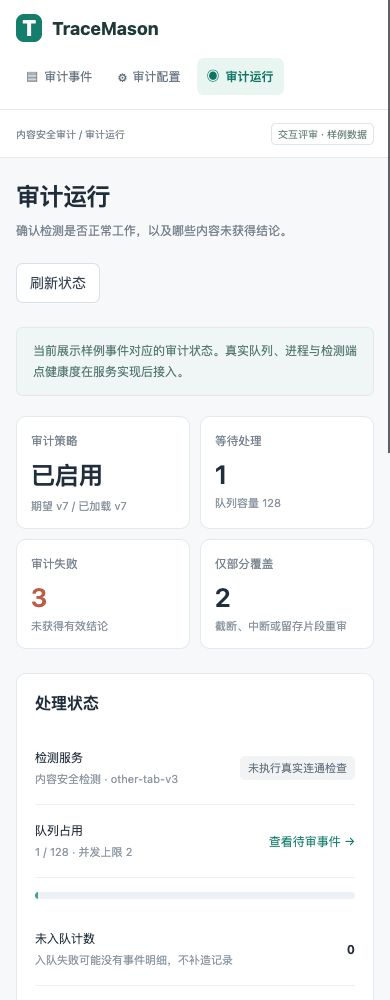 T TraceMason
审计事件 审计配置 审计运行
内容安全审计 / 审计运行 交互评审 · 样例数据
审计运行
确认检测是否正常工作，以及哪些内容未获得结论。
刷新状态
当前展示样例事件对应的审计状态。真实队列、进程与检测端
点健康度在服务实现后接入。
审计策略
已启用
期望 v7 / 已加载 v7
等待处理
1
队列容量 128
审计失败
3
未获得有效结论
仅部分覆盖
2
截断、中断或留存片段重审
处理状态
检测服务
内容安全检测 · other-tab-v3
未执行真实连通检查
队列占用
1 / 128 · 并发上限 2
查看待审事件 →
未入队计数
入队失败可能没有事件明细，不补造记录
0